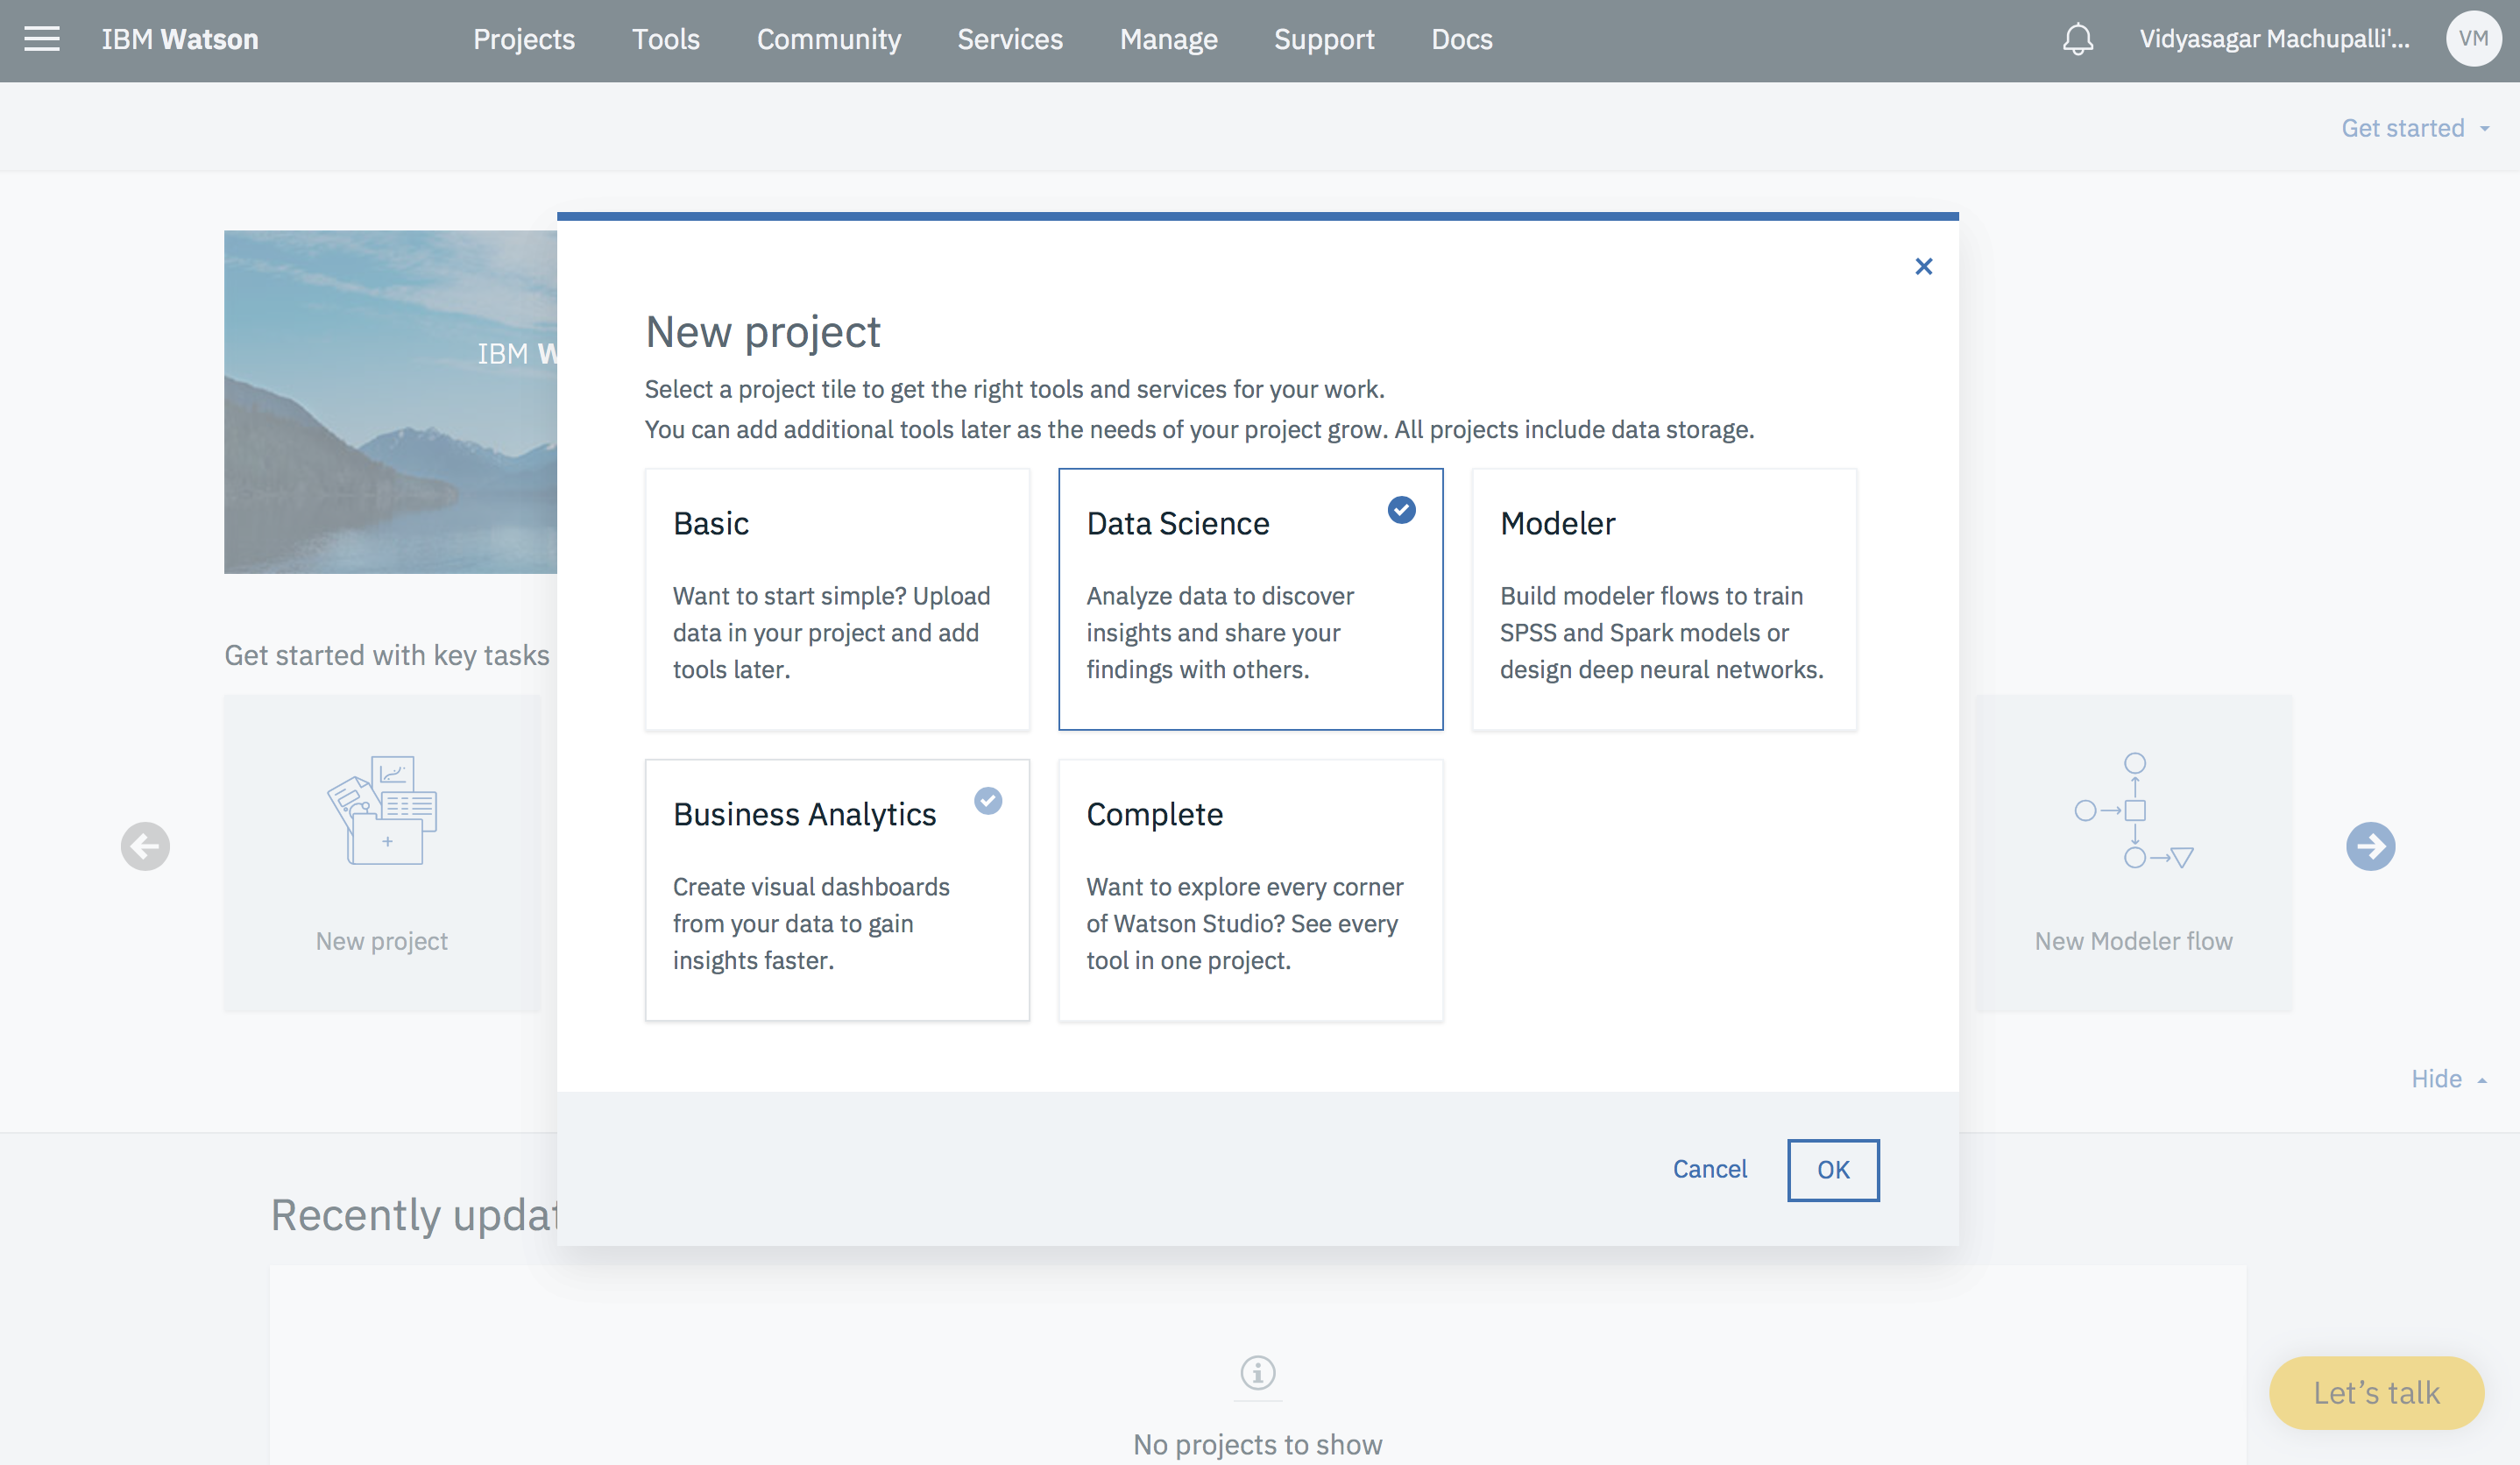 IBM Watson
Projects
Tools
Community
Services
Manage
Support
Docs
Vidyasagar Machupalli'...
VM
Get started
IBM W
New project
Select a project tile to get the right tools and services for your work.
You can add additional tools later as the needs of your project grow. All projects include data storage.
Basic
Want to start simple? Upload
data in your project and add
tools later.
Data Science
Analyze data to discover
insights and share your
findings with others.
Modeler
Build modeler flows to train
SPSS and Spark models or
design deep neural networks.
Business Analytics
Create visual dashboards
from your data to gain
insights faster.
Complete
Want to explore every corner
of Watson Studio? See every
tool in one project.
Cancel
OK
Get started with key tasks
New project
New Modeler flow
Hide
Recently updat
No projects to show
Let’s talk